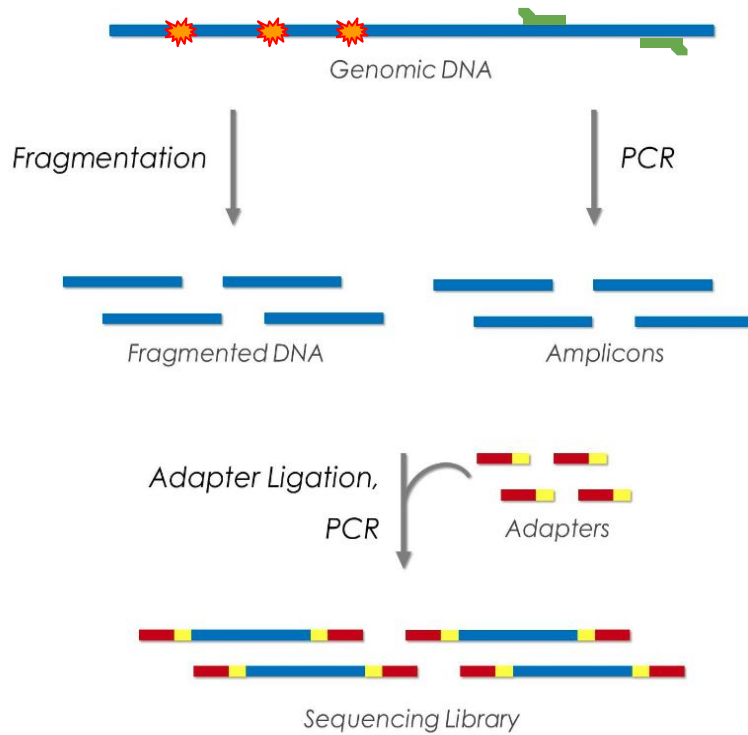 Genomic DNA
Fragmentation
PCR
Fragmented DNA
Amplicons
Adapter Ligation,
PCR
Adapters
Sequencing Library